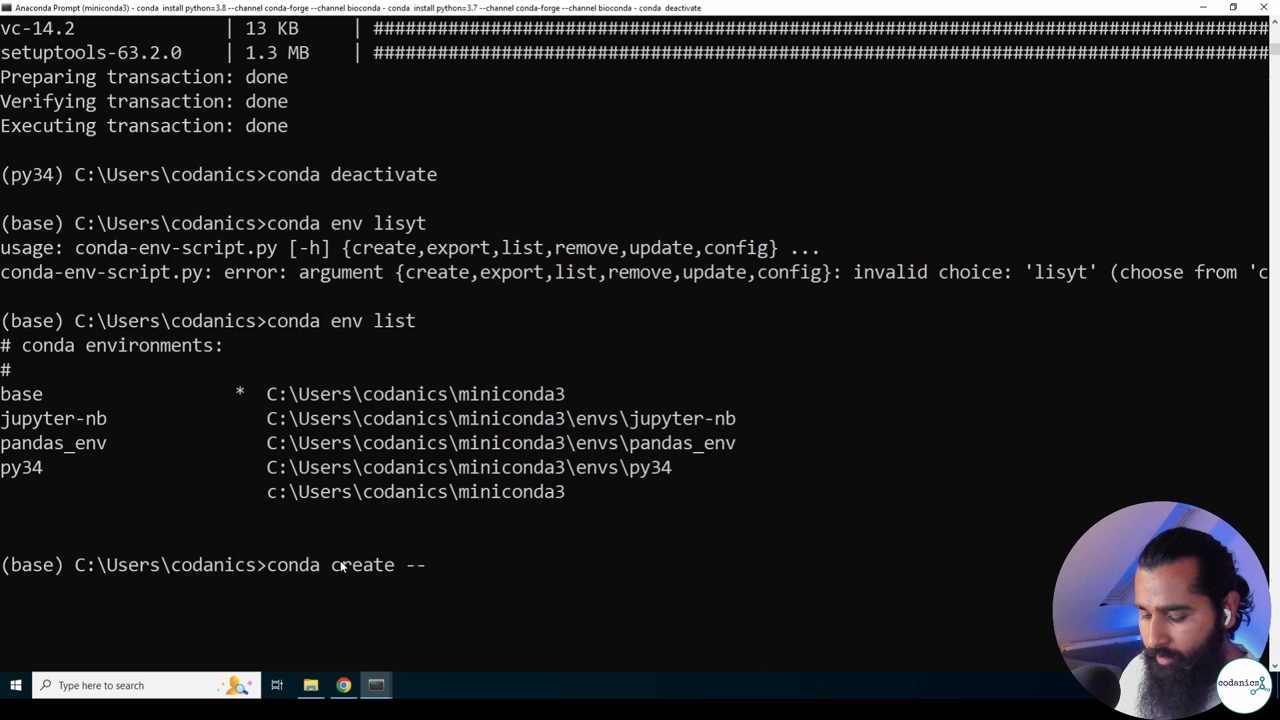 Anaconda Prompt (miniconda3) - conda install python=3.8 --channel conda-forge --channel bioconda - conda install python=3.7 --channel conda-forge --channel bioconda - conda deactivate
vc-14.2 | 13 KB | ####################################################################################
setuptools-63.2.0 | 1.3 MB | ####################################################################################
Preparing transaction: done
Verifying transaction: done
Executing transaction: done
(py34) C:\Users\codanics>conda deactivate
(base) C:\Users\codanics>conda env lisyt
usage: conda-env-script.py [-h] {create,export,list,remove,update,config} ...
conda-env-script.py: error: argument {create,export,list,remove,update,config}: invalid choice: 'lisyt' (choose from 'c
(base) C:\Users\codanics>conda env list
# conda environments:
#
base * C:\Users\codanics\miniconda3
jupyter-nb C:\Users\codanics\miniconda3\envs\jupyter-nb
pandas_env C:\Users\codanics\miniconda3\envs\pandas_env
py34 C:\Users\codanics\miniconda3\envs\py34
c:\Users\codanics\miniconda3
(base) C:\Users\codanics>conda create --
Type here to search
codanics